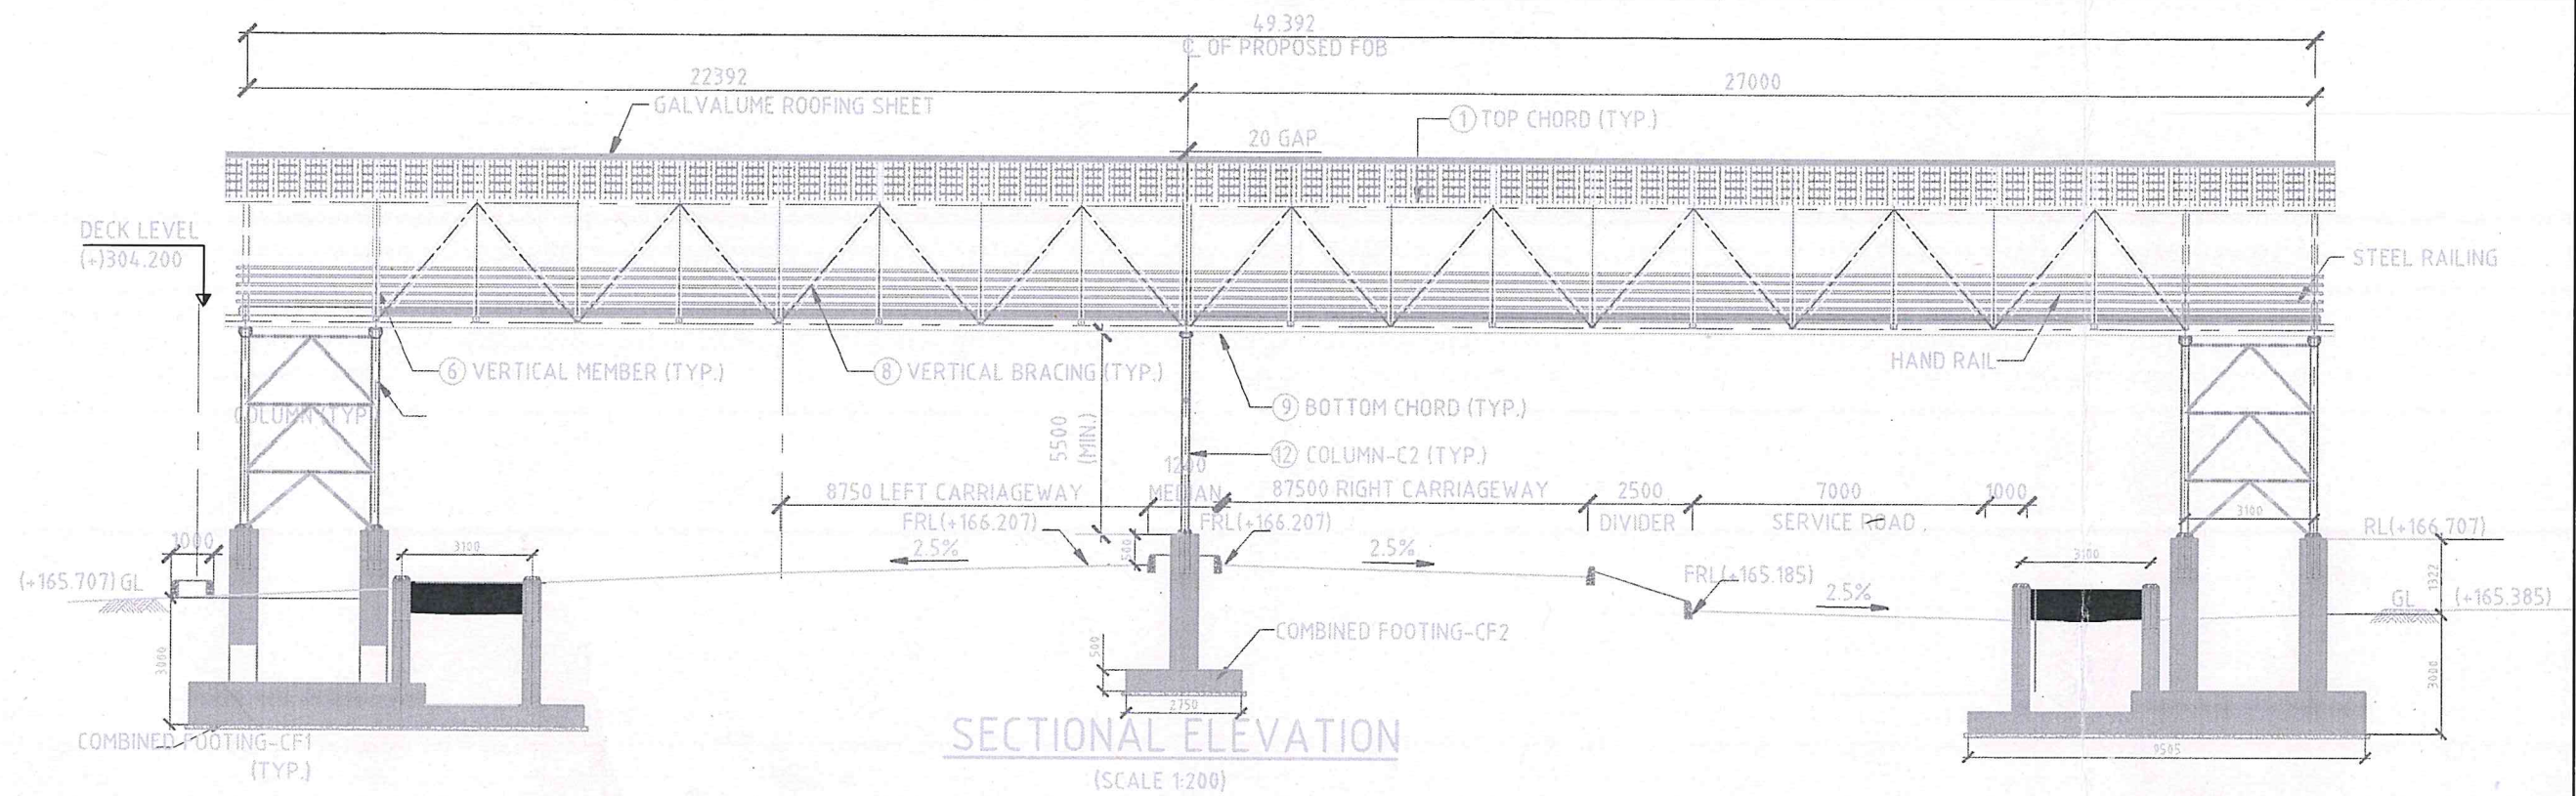 49.392
℄ OF PROPOSED FOB
22392
27000
GALVALUME ROOFING SHEET
1 TOP CHORD (TYP.)
20 GAP
DECK LEVEL
(+)304.200
STEEL RAILING
HAND RAIL
6 VERTICAL MEMBER (TYP.)
8 VERTICAL BRACING (TYP.)
9 BOTTOM CHORD (TYP.)
COLUMN (TYP.)
5500
(MIN.)
12 COLUMN-C2 (TYP.)
1200
MEDIAN
8750 LEFT CARRIAGEWAY
87500 RIGHT CARRIAGEWAY
2500
DIVIDER
7000
SERVICE ROAD
1000
FRL(+166.207)
FRL(+166.207)
3100
RL(+166.707)
1000
3100
2.5%
500
2.5%
3100
(+165.707) GL
FRL(+165.185)
2.5%
1322
GL (+165.385)
3000
COMBINED FOOTING-CF2
500
3000
2750
COMBINED FOOTING-CF1
(TYP.)
9505
SECTIONAL ELEVATION
(SCALE 1:200)